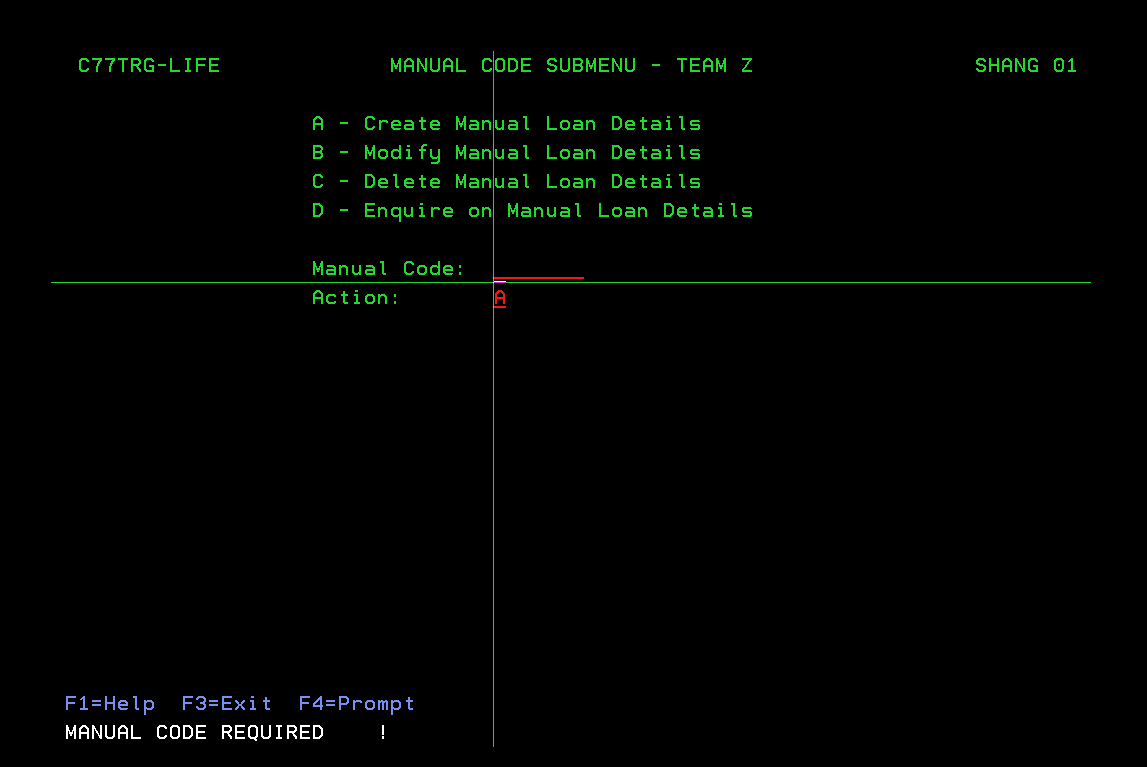 C77TRG-LIFE MANUAL CODE SUBMENU - TEAM Z SHANG 01
A - Create Manual Loan Details
B - Modify Manual Loan Details
C - Delete Manual Loan Details
D - Enquire on Manual Loan Details
Manual Code:
Action: A
F1=Help F3=Exit F4=Prompt
MANUAL CODE REQUIRED !